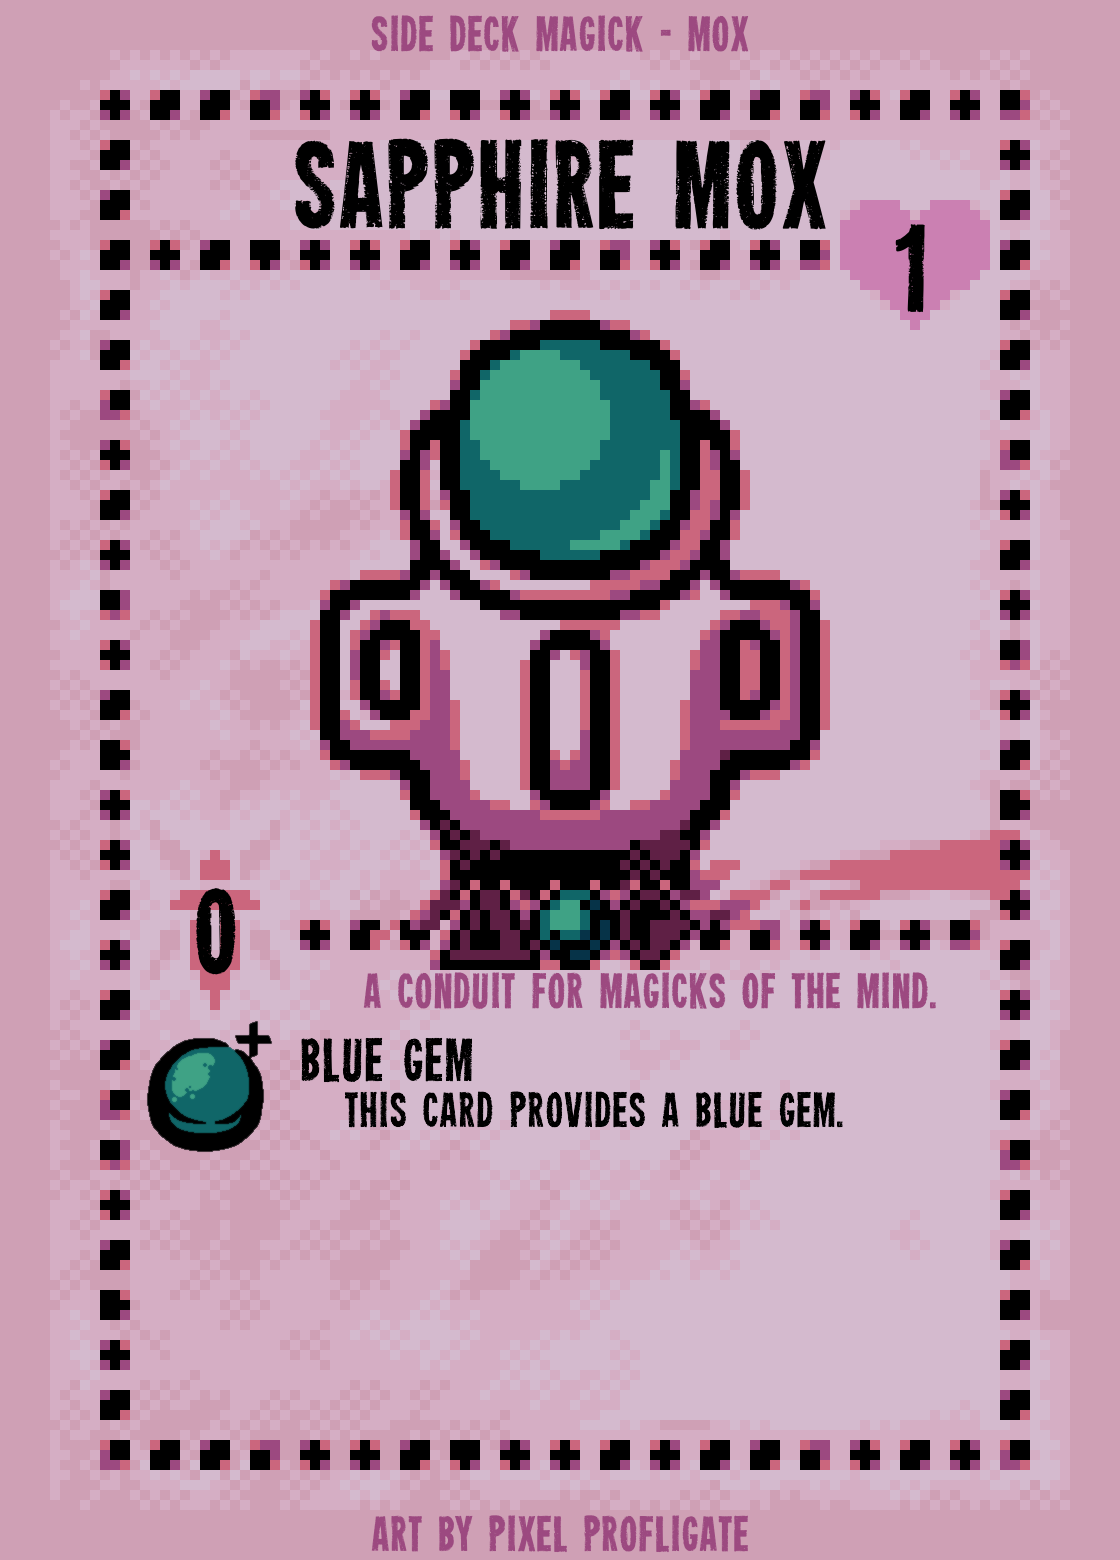 SIDE DECK MAGICK - MOX
SAPPHIRE MOX
1
0
A CONDUIT FOR MAGICKS OF THE MIND.
BLUE GEM
THIS CARD PROVIDES A BLUE GEM.
ART BY PIXEL PROFLIGATE